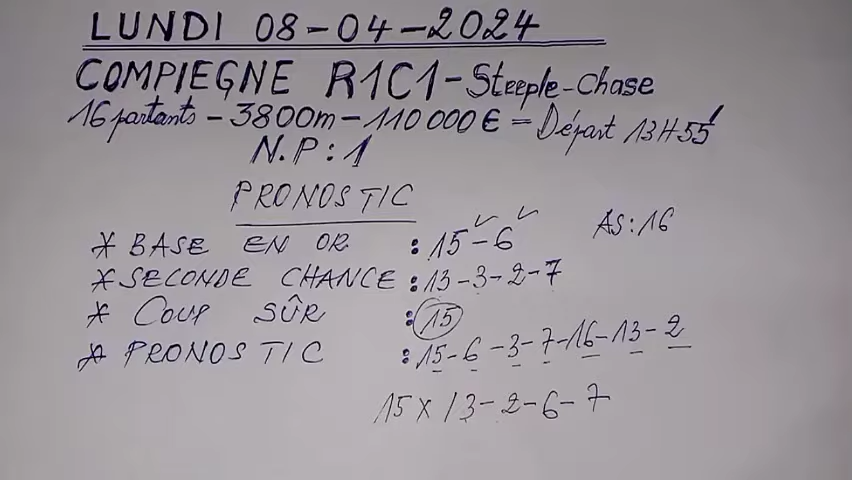 LUNDI 08-04-2024
COMPIEGNE R1C1-Steeple-Chase
16 partants - 3800m - 110 000€ = Départ 13H55'
N.P : 1
PRONOSTIC
AS : 16
* BASE EN OR : 15-6
* SECONDE CHANCE : 13-3-2-7
* COUP SÛR : 15
* PRONOSTIC : 15-6-3-7-16-13-2
15 X 13-2-6-7